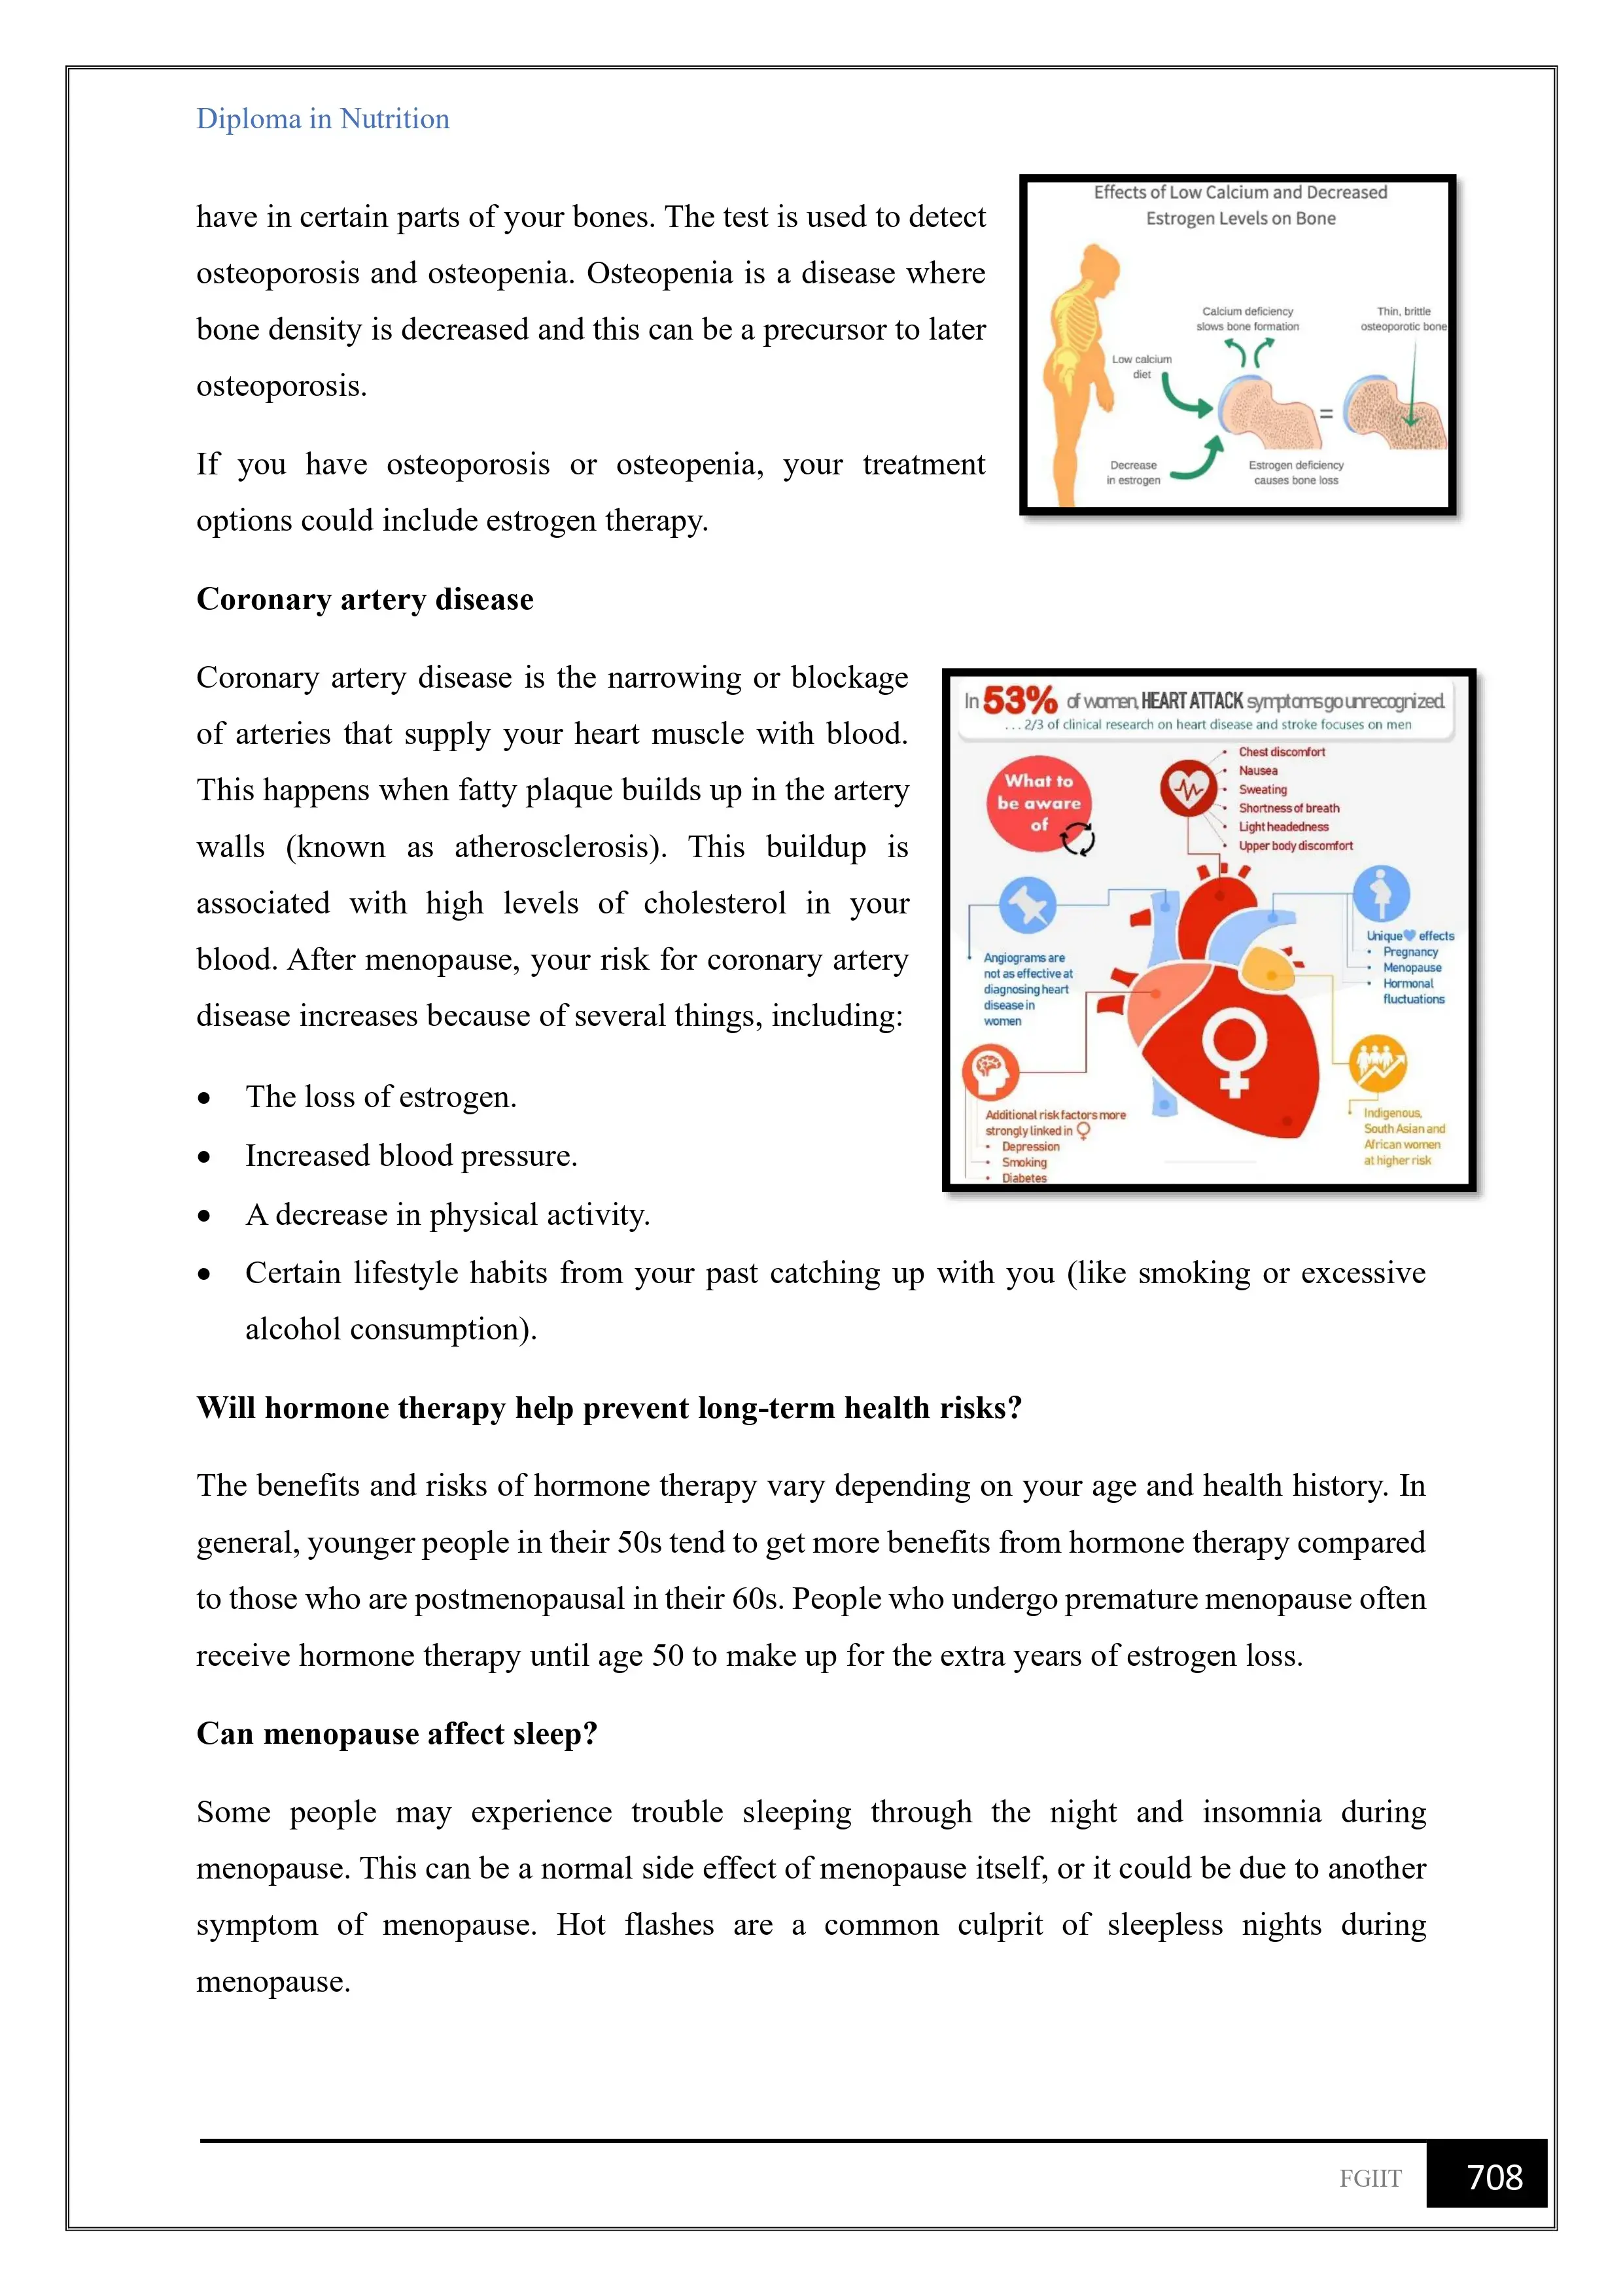 Diploma in Nutrition
have in certain parts of your bones. The test is used to detect
osteoporosis and osteopenia. Osteopenia is a disease where
bone density is decreased and this can be a precursor to later
osteoporosis.
If you have osteoporosis or osteopenia, your treatment
options could include estrogen therapy.
Effects of Low Calcium and Decreased
Estrogen Levels on Bone
Calcium deficiency
slows bone formation
Thin, brittle
osteoporotic bone
Low calcium
diet
=
Decrease
in estrogen
Estrogen deficiency
causes bone loss
Coronary artery disease
Coronary artery disease is the narrowing or blockage
of arteries that supply your heart muscle with blood.
This happens when fatty plaque builds up in the artery
walls (known as atherosclerosis). This buildup is
associated with high levels of cholesterol in your
blood. After menopause, your risk for coronary artery
disease increases because of several things, including:
In 53% of women, HEART ATTACK symptoms go unrecognized.
...2/3 of clinical research on heart disease and stroke focuses on men
What to
be aware
of
• Chest discomfort
• Nausea
• Sweating
• Shortness of breath
• Light headedness
• Upper body discomfort
Angiograms are
not as effective at
diagnosing heart
disease in
women
Unique effects
• Pregnancy
• Menopause
• Hormonal
fluctuations
Additional risk factors more
strongly linked in ♀
• Depression
• Smoking
• Diabetes
Indigenous,
South Asian and
African women
at higher risk
• The loss of estrogen.
• Increased blood pressure.
• A decrease in physical activity.
• Certain lifestyle habits from your past catching up with you (like smoking or excessive
alcohol consumption).
Will hormone therapy help prevent long-term health risks?
The benefits and risks of hormone therapy vary depending on your age and health history. In
general, younger people in their 50s tend to get more benefits from hormone therapy compared
to those who are postmenopausal in their 60s. People who undergo premature menopause often
receive hormone therapy until age 50 to make up for the extra years of estrogen loss.
Can menopause affect sleep?
Some people may experience trouble sleeping through the night and insomnia during
menopause. This can be a normal side effect of menopause itself, or it could be due to another
symptom of menopause. Hot flashes are a common culprit of sleepless nights during
menopause.
FGIIT 708